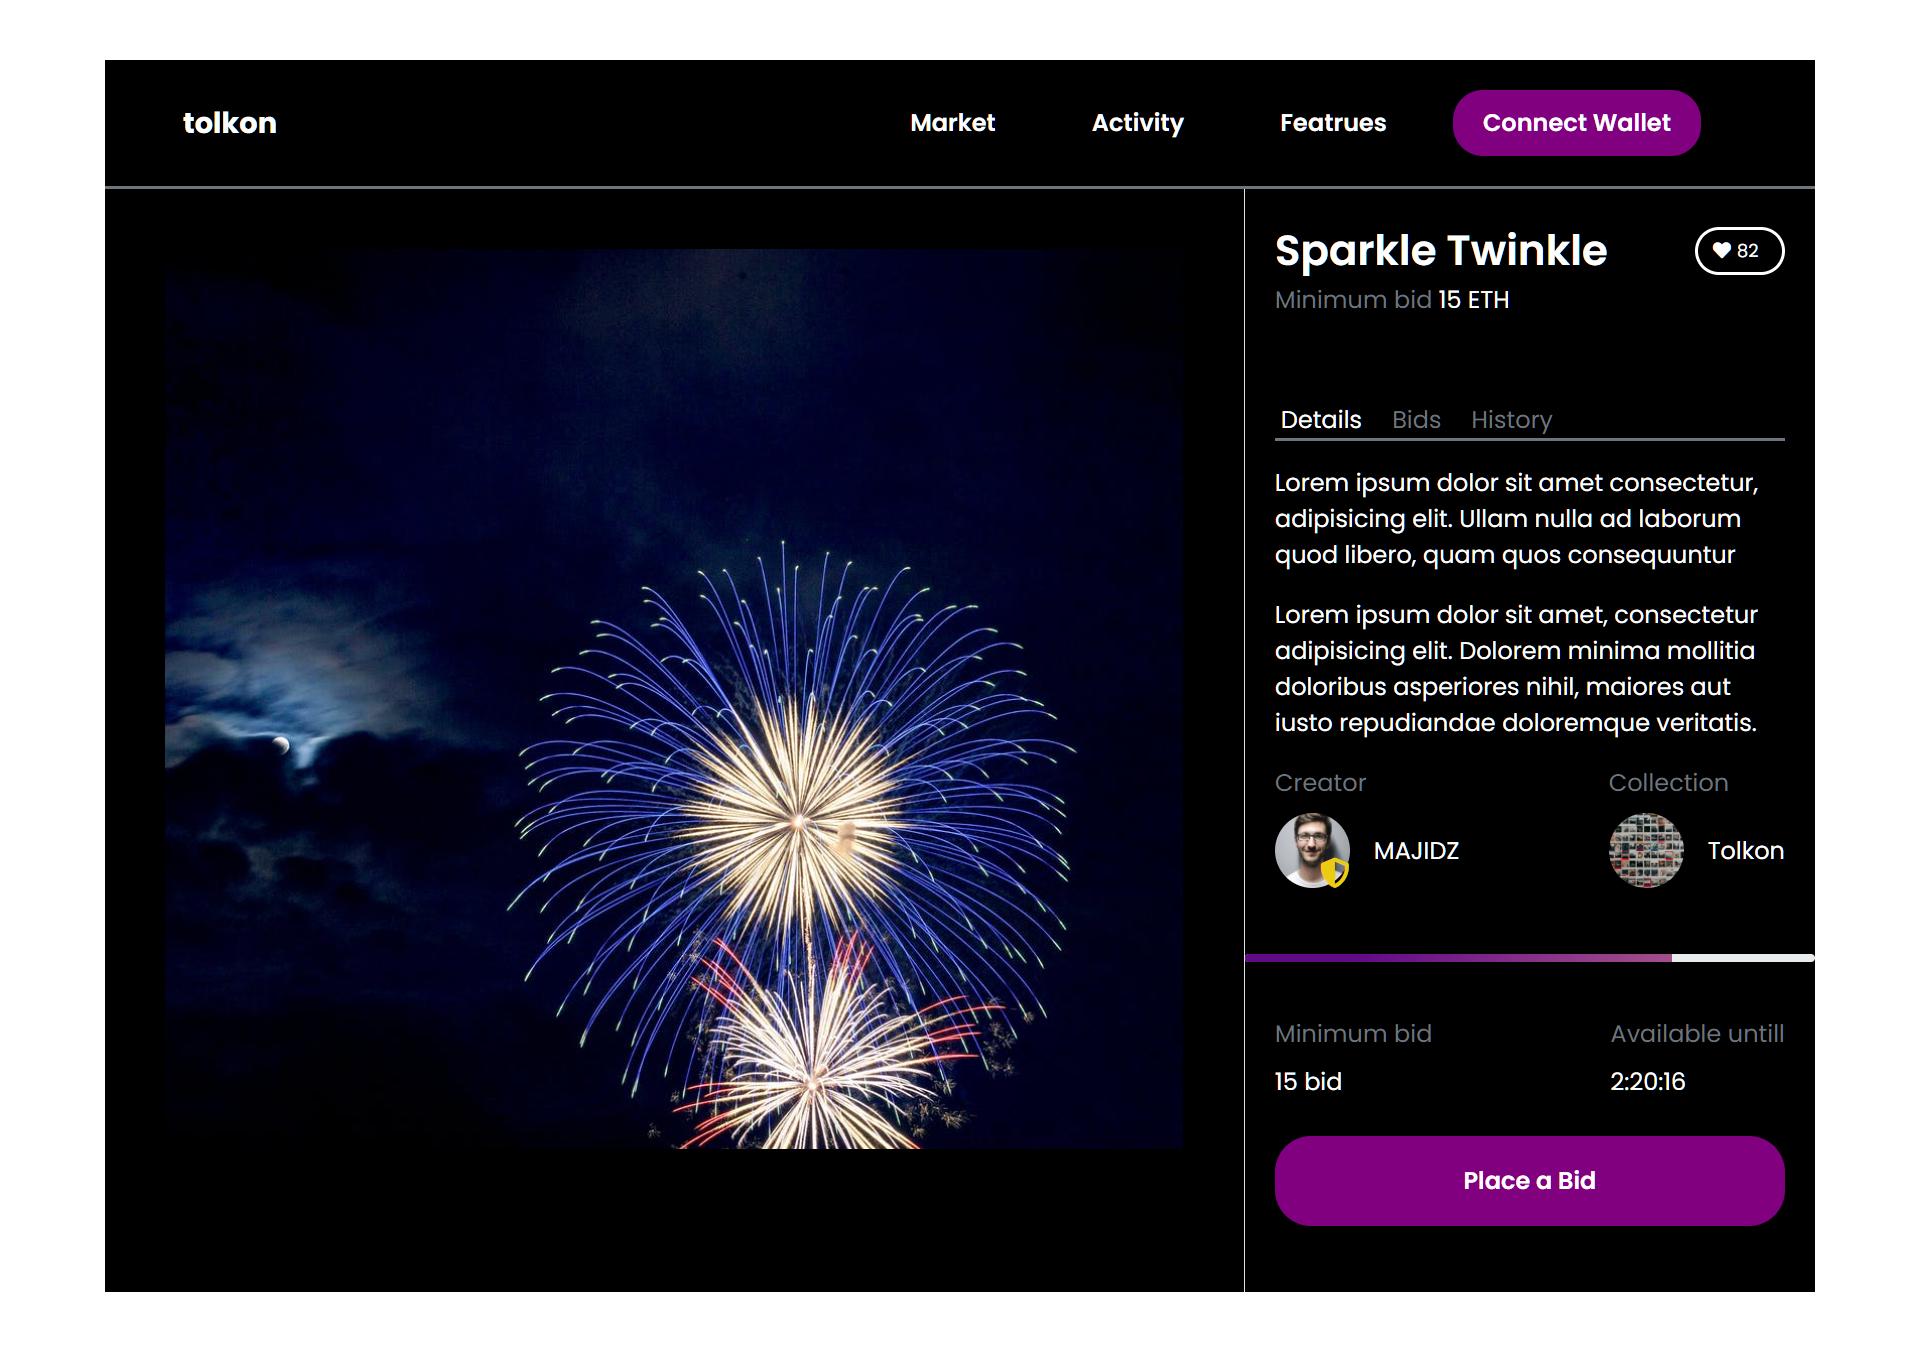 tolkon
Market Activity Featrues Connect Wallet
Sparkle Twinkle
82
Minimum bid 15 ETH
Details Bids History
Lorem ipsum dolor sit amet consectetur,
adipisicing elit. Ullam nulla ad laborum
quod libero, quam quos consequuntur
Lorem ipsum dolor sit amet, consectetur
adipisicing elit. Dolorem minima mollitia
doloribus asperiores nihil, maiores aut
iusto repudiandae doloremque veritatis.
Creator Collection
MAJIDZ Tolkon
Minimum bid Available untill
15 bid 2:20:16
Place a Bid